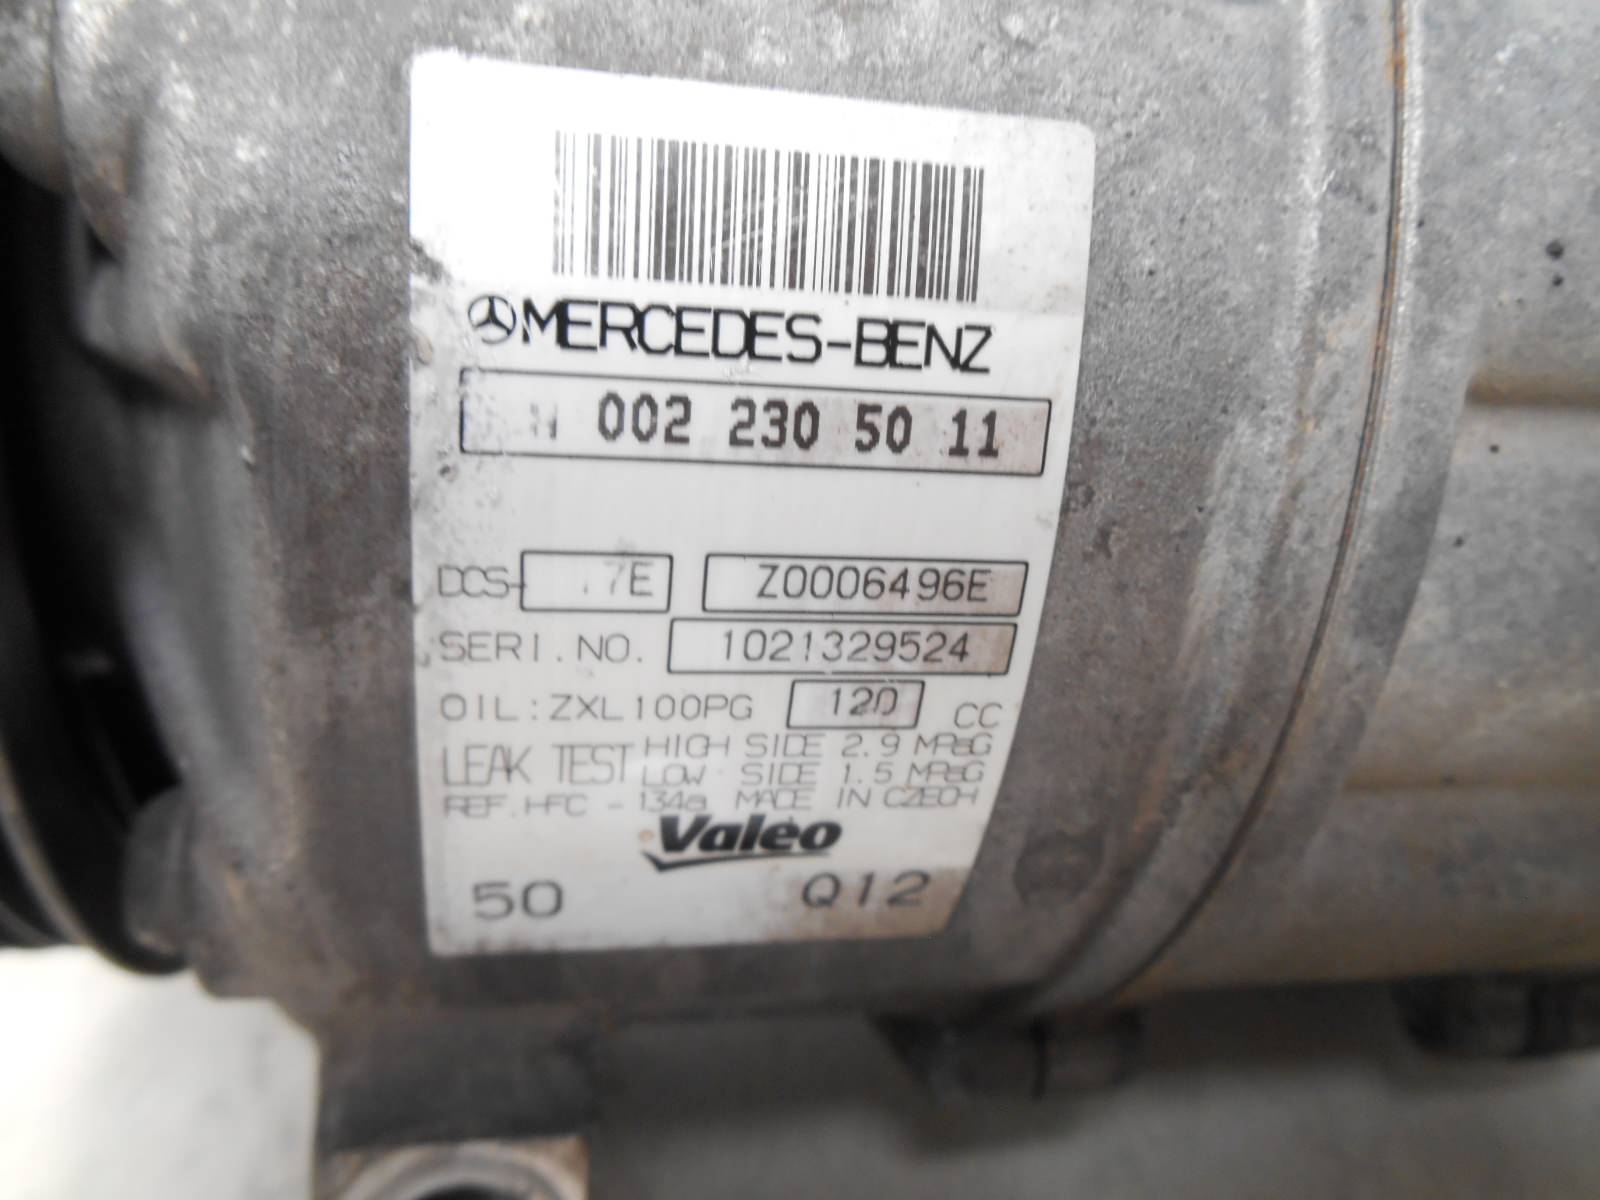 MERCEDES-BENZ
002 230 50 11
DCS- 7E Z0006496E
SERI.NO. 1021329524
OIL:ZXL100PG 120 CC
LEAK TEST HIGH SIDE 2.9 MPaG
LOW SIDE 1.5 MPaG
REF.HFC-134a MADE IN CZECH
Valeo
50 Q12